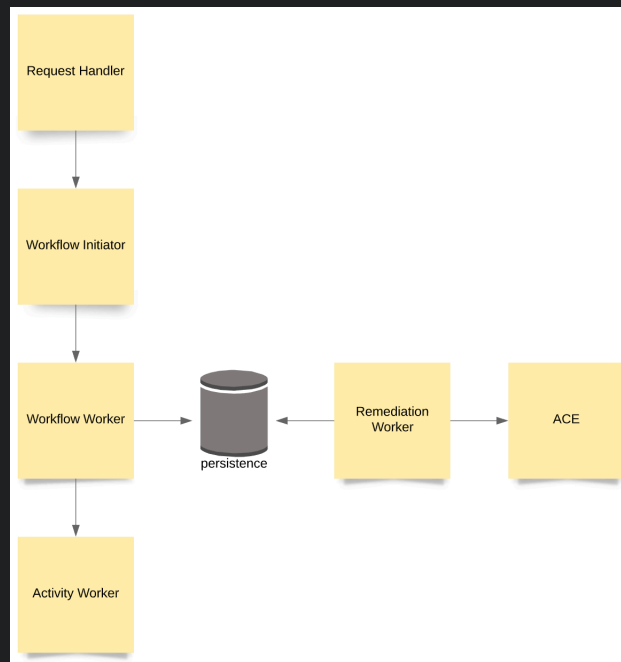 Request Handler
Workflow Initiator
Workflow Worker
persistence
Remediation
Worker
ACE
Activity Worker